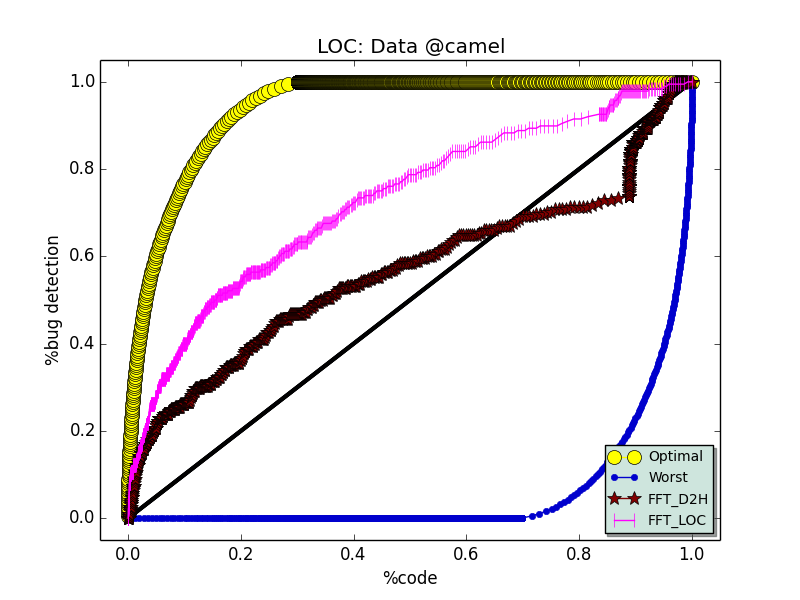 LOC: Data @camel
1.0
0.8
0.6
0.4
0.2
0.0
%bug detection
0.0 0.2 0.4 0.6 0.8 1.0
%code
Optimal
Worst
FFT_D2H
FFT_LOC